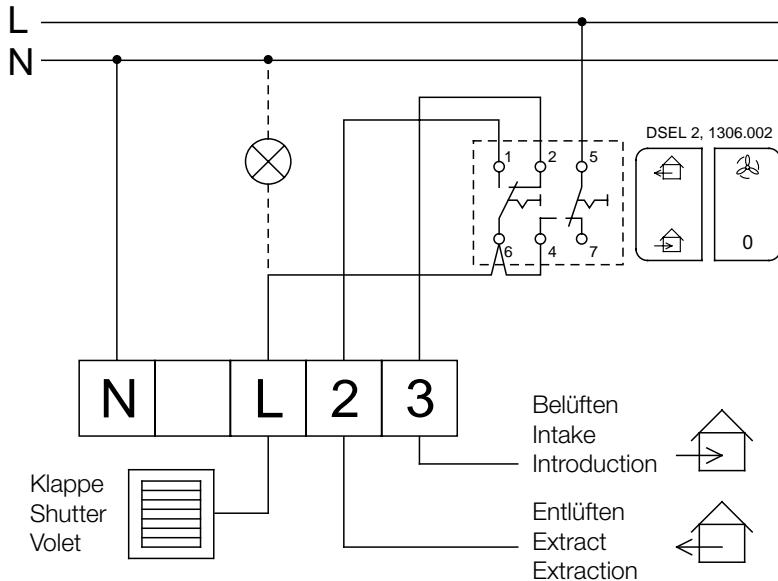 L
N
DSEL 2, 1306.002
1 2 5
6 4 7
0
N L 2 3
Belüften
Intake
Introduction
Klappe
Shutter
Volet
Entlüften
Extract
Extraction